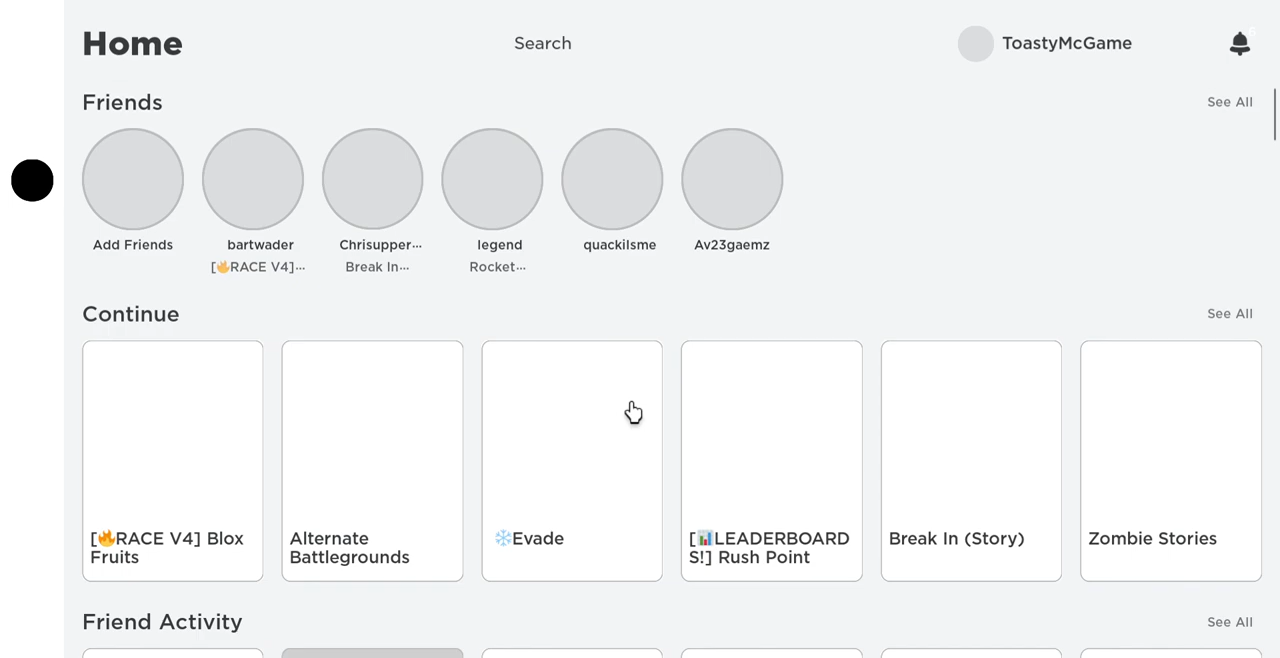 Home
Search
ToastyMcGame
Friends
See All
Add Friends
bartwader
[🔥RACE V4]...
Chrisupper...
Break In...
legend
Rocket...
quackilsme
Av23gaemz
Continue
See All
[🔥RACE V4] Blox
Fruits
Alternate
Battlegrounds
❄️Evade
[📊LEADERBOARD
S!] Rush Point
Break In (Story)
Zombie Stories
Friend Activity
See All